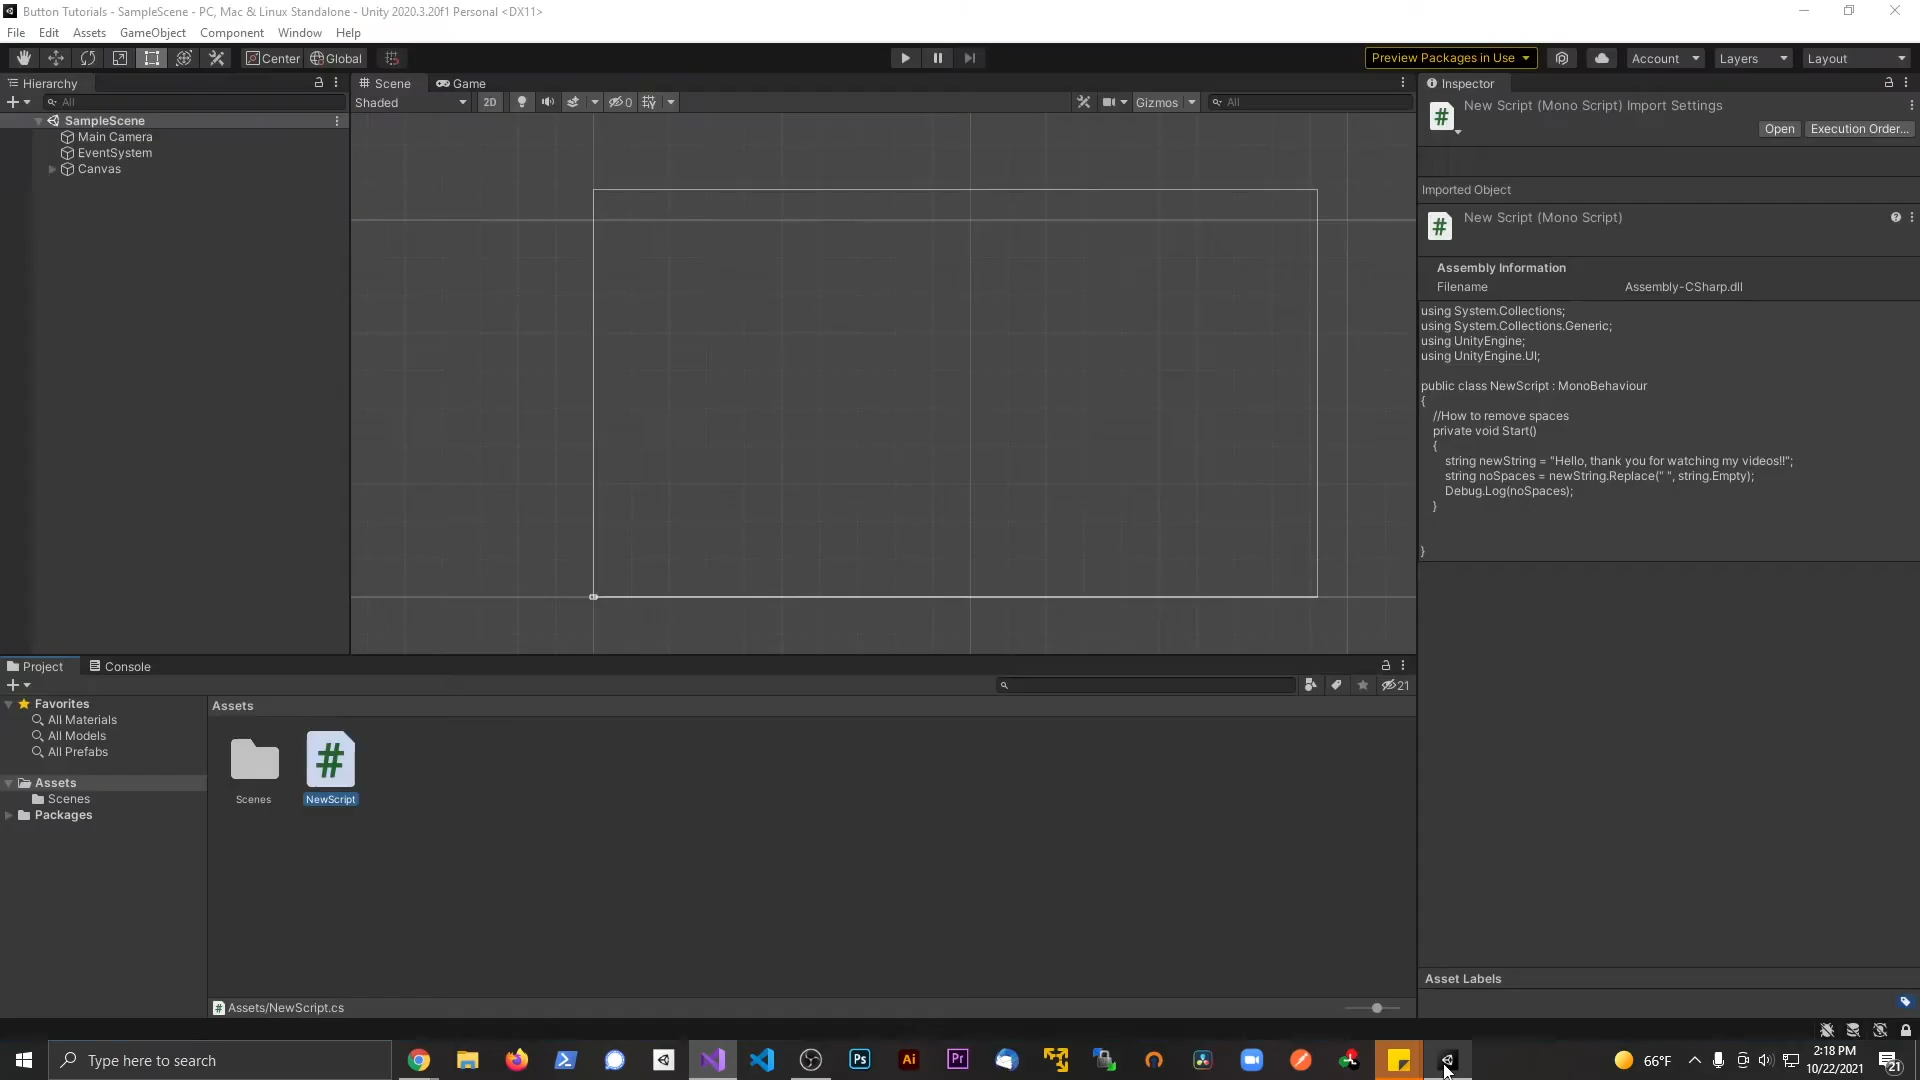 Button Tutorials - SampleScene - PC, Mac & Linux Standalone - Unity 2020.3.20f1 Personal <DX11>
File Edit Assets GameObject Component Window Help
Center Global Preview Packages in Use Account Layers Layout
Hierarchy
All
SampleScene
Main Camera
EventSystem
Canvas
Scene Game
Shaded 2D 0 Gizmos All
Inspector
New Script (Mono Script) Import Settings
Open Execution Order...
Imported Object
New Script (Mono Script)
Assembly Information
Filename Assembly-CSharp.dll
using System.Collections;
using System.Collections.Generic;
using UnityEngine;
using UnityEngine.UI;
public class NewScript : MonoBehaviour
{
//How to remove spaces
private void Start()
{
string newString = "Hello, thank you for watching my videos!!";
string noSpaces = newString.Replace(" ", string.Empty);
Debug.Log(noSpaces);
}
}
Project Console
21
Favorites
All Materials
All Models
All Prefabs
Assets
Scenes
Packages
Assets
Scenes NewScript
Assets/NewScript.cs
Asset Labels
Type here to search
Ps Ai Pr
66°F
2:18 PM
10/22/2021
21